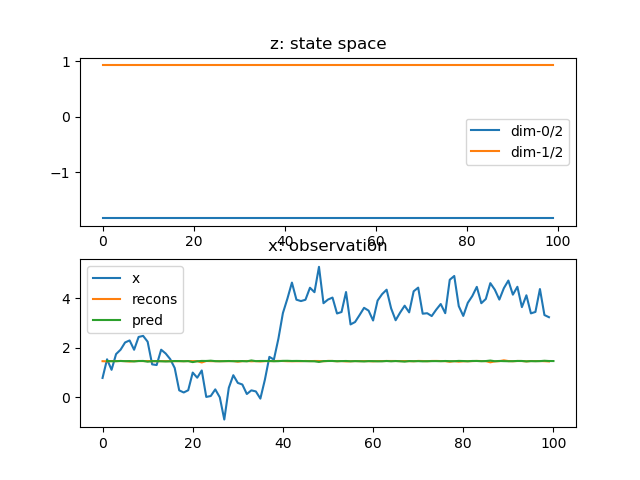 z: state space
1
0
−1
dim-0/2
dim-1/2
0 20 40 60 80 100
x: observation
x
recons
pred
4
2
0
0 20 40 60 80 100